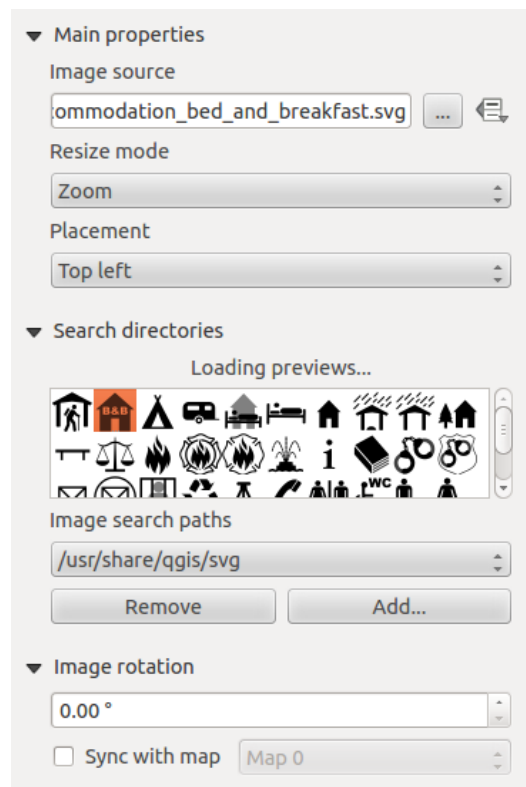 Main properties
Image source
ommodation_bed_and_breakfast.svg ...
Resize mode
Zoom
Placement
Top left
Search directories
Loading previews...
B&B
i
WC
Image search paths
/usr/share/qgis/svg
Remove Add...
Image rotation
0.00 °
Sync with map Map 0